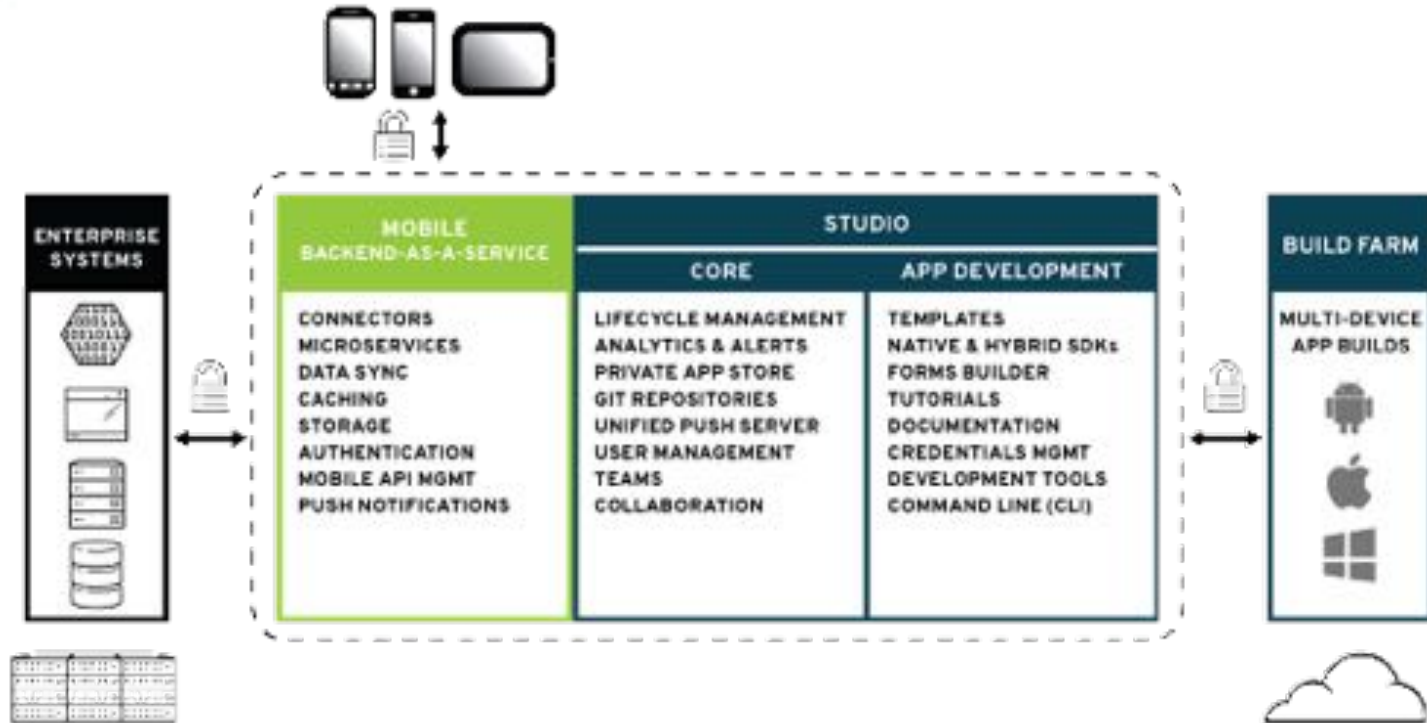 ENTERPRISE
SYSTEMS
MOBILE
BACKEND-AS-A-SERVICE
CONNECTORS
MICROSERVICES
DATA SYNC
CACHING
STORAGE
AUTHENTICATION
MOBILE API MGMT
PUSH NOTIFICATIONS
STUDIO
CORE
LIFECYCLE MANAGEMENT
ANALYTICS & ALERTS
PRIVATE APP STORE
GIT REPOSITORIES
UNIFIED PUSH SERVER
USER MANAGEMENT
TEAMS
COLLABORATION
APP DEVELOPMENT
TEMPLATES
NATIVE & HYBRID SDKs
FORMS BUILDER
TUTORIALS
DOCUMENTATION
CREDENTIALS MGMT
DEVELOPMENT TOOLS
COMMAND LINE (CLI)
BUILD FARM
MULTI-DEVICE
APP BUILDS